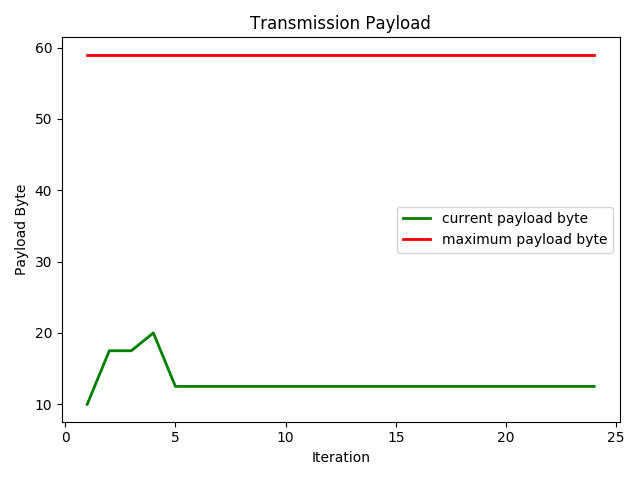 Transmission Payload
Payload Byte
60
50
40
30
20
10
current payload byte
maximum payload byte
0
5
10
15
20
25
Iteration